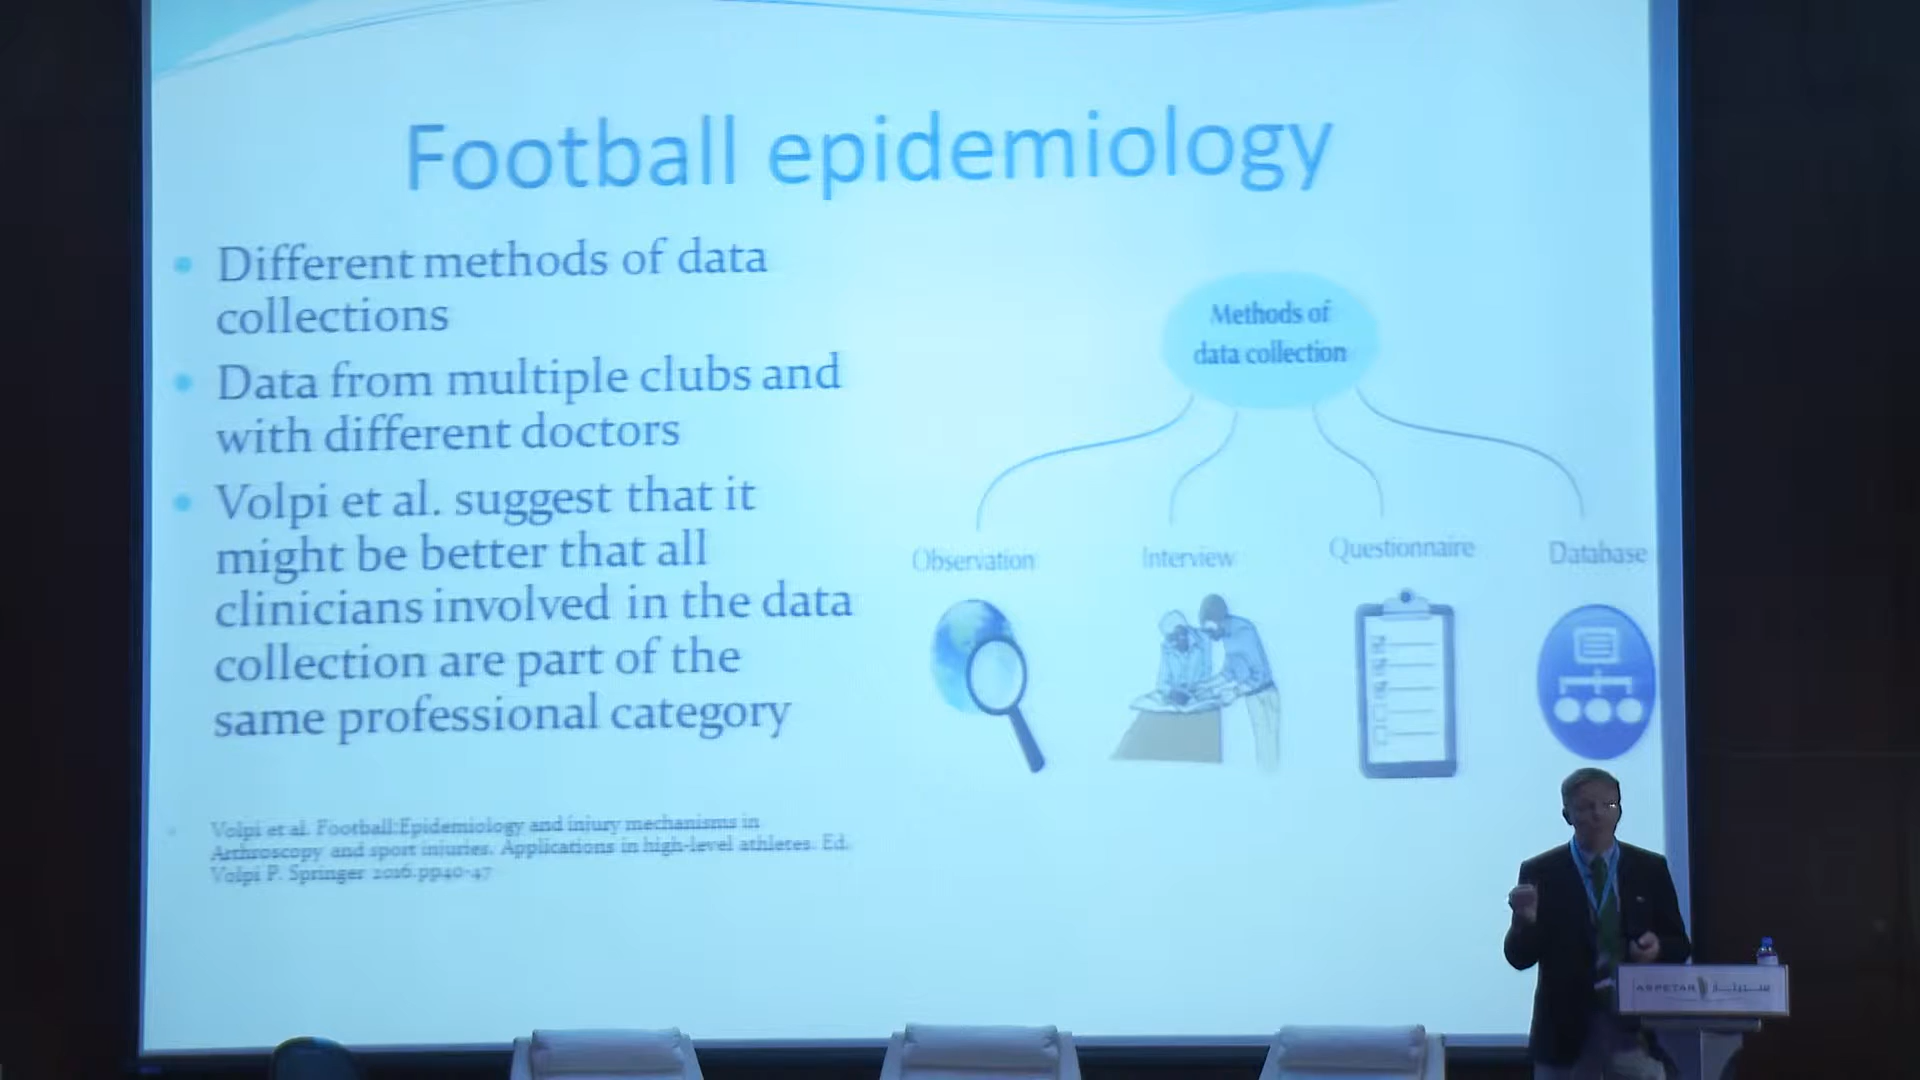 Football epidemiology
Different methods of data
collections
Data from multiple clubs and
with different doctors
Volpi et al. suggest that it
might be better that all
clinicians involved in the data
collection are part of the
same professional category
Volpi et al. Football:Epidemiology and injury mechanisms in
Arthroscopy and sport injuries. Applications in high-level athletes. Ed.
Volpi P. Springer 2016.pp40-47
Methods of
data collection
Observation
Interview
Questionnaire
Database
ASPETAR